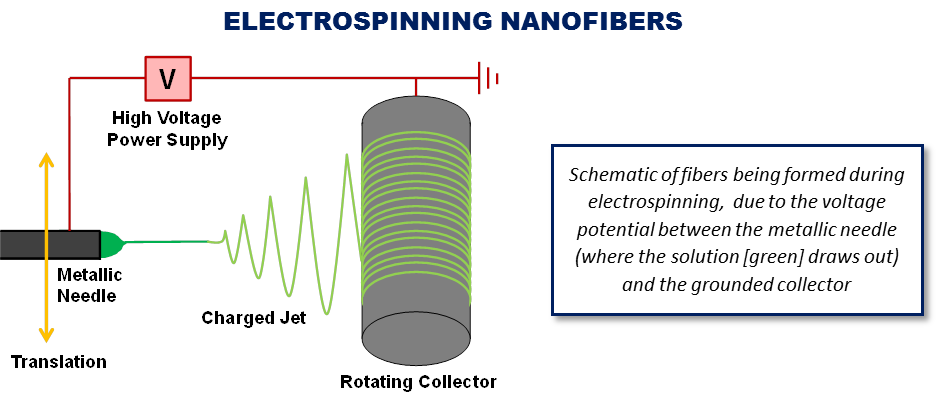 ELECTROSPINNING NANOFIBERS
V
High Voltage
Power Supply
Metallic
Needle
Charged Jet
Translation
Rotating Collector
Schematic of fibers being formed during
electrospinning, due to the voltage
potential between the metallic needle
(where the solution [green] draws out)
and the grounded collector